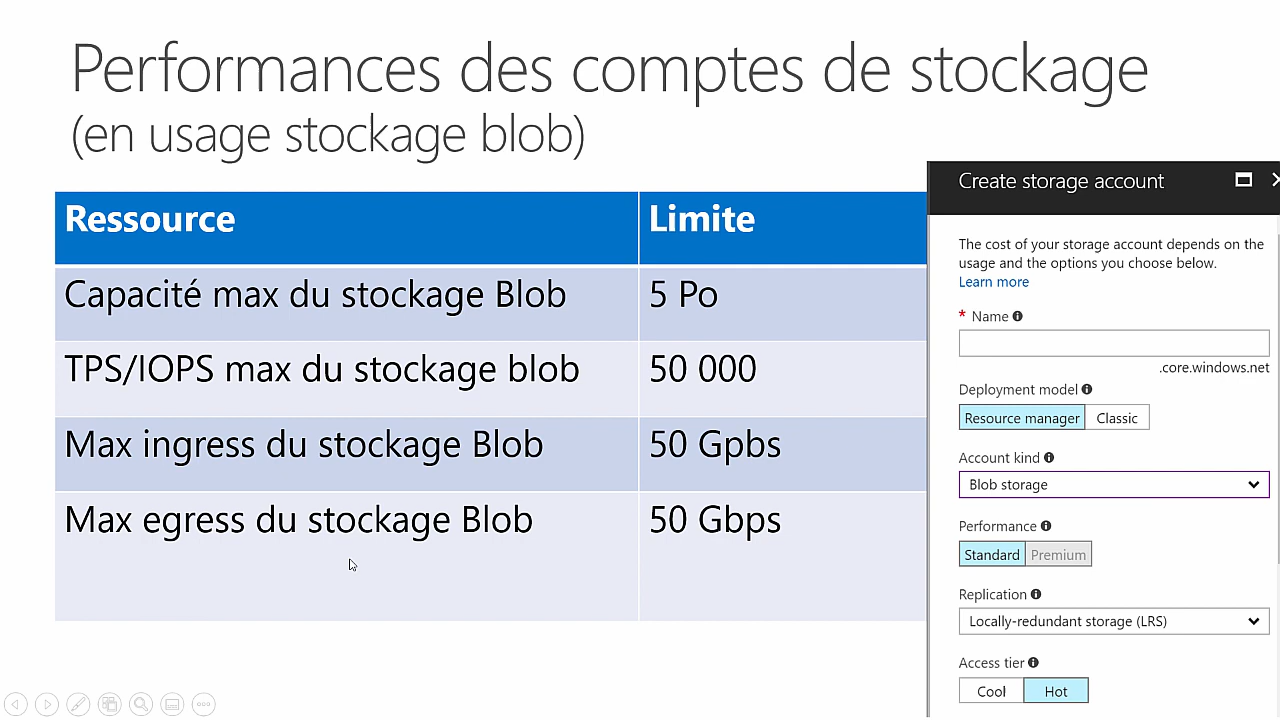 Performances des comptes de stockage
(en usage stockage blob)
Ressource Limite
Capacité max du stockage Blob 5 Po
TPS/IOPS max du stockage blob 50 000
Max ingress du stockage Blob 50 Gpbs
Max egress du stockage Blob 50 Gbps
Create storage account
The cost of your storage account depends on the
usage and the options you choose below.
Learn more
* Name
.core.windows.net
Deployment model
Resource manager Classic
Account kind
Blob storage
Performance
Standard Premium
Replication
Locally-redundant storage (LRS)
Access tier
Cool Hot